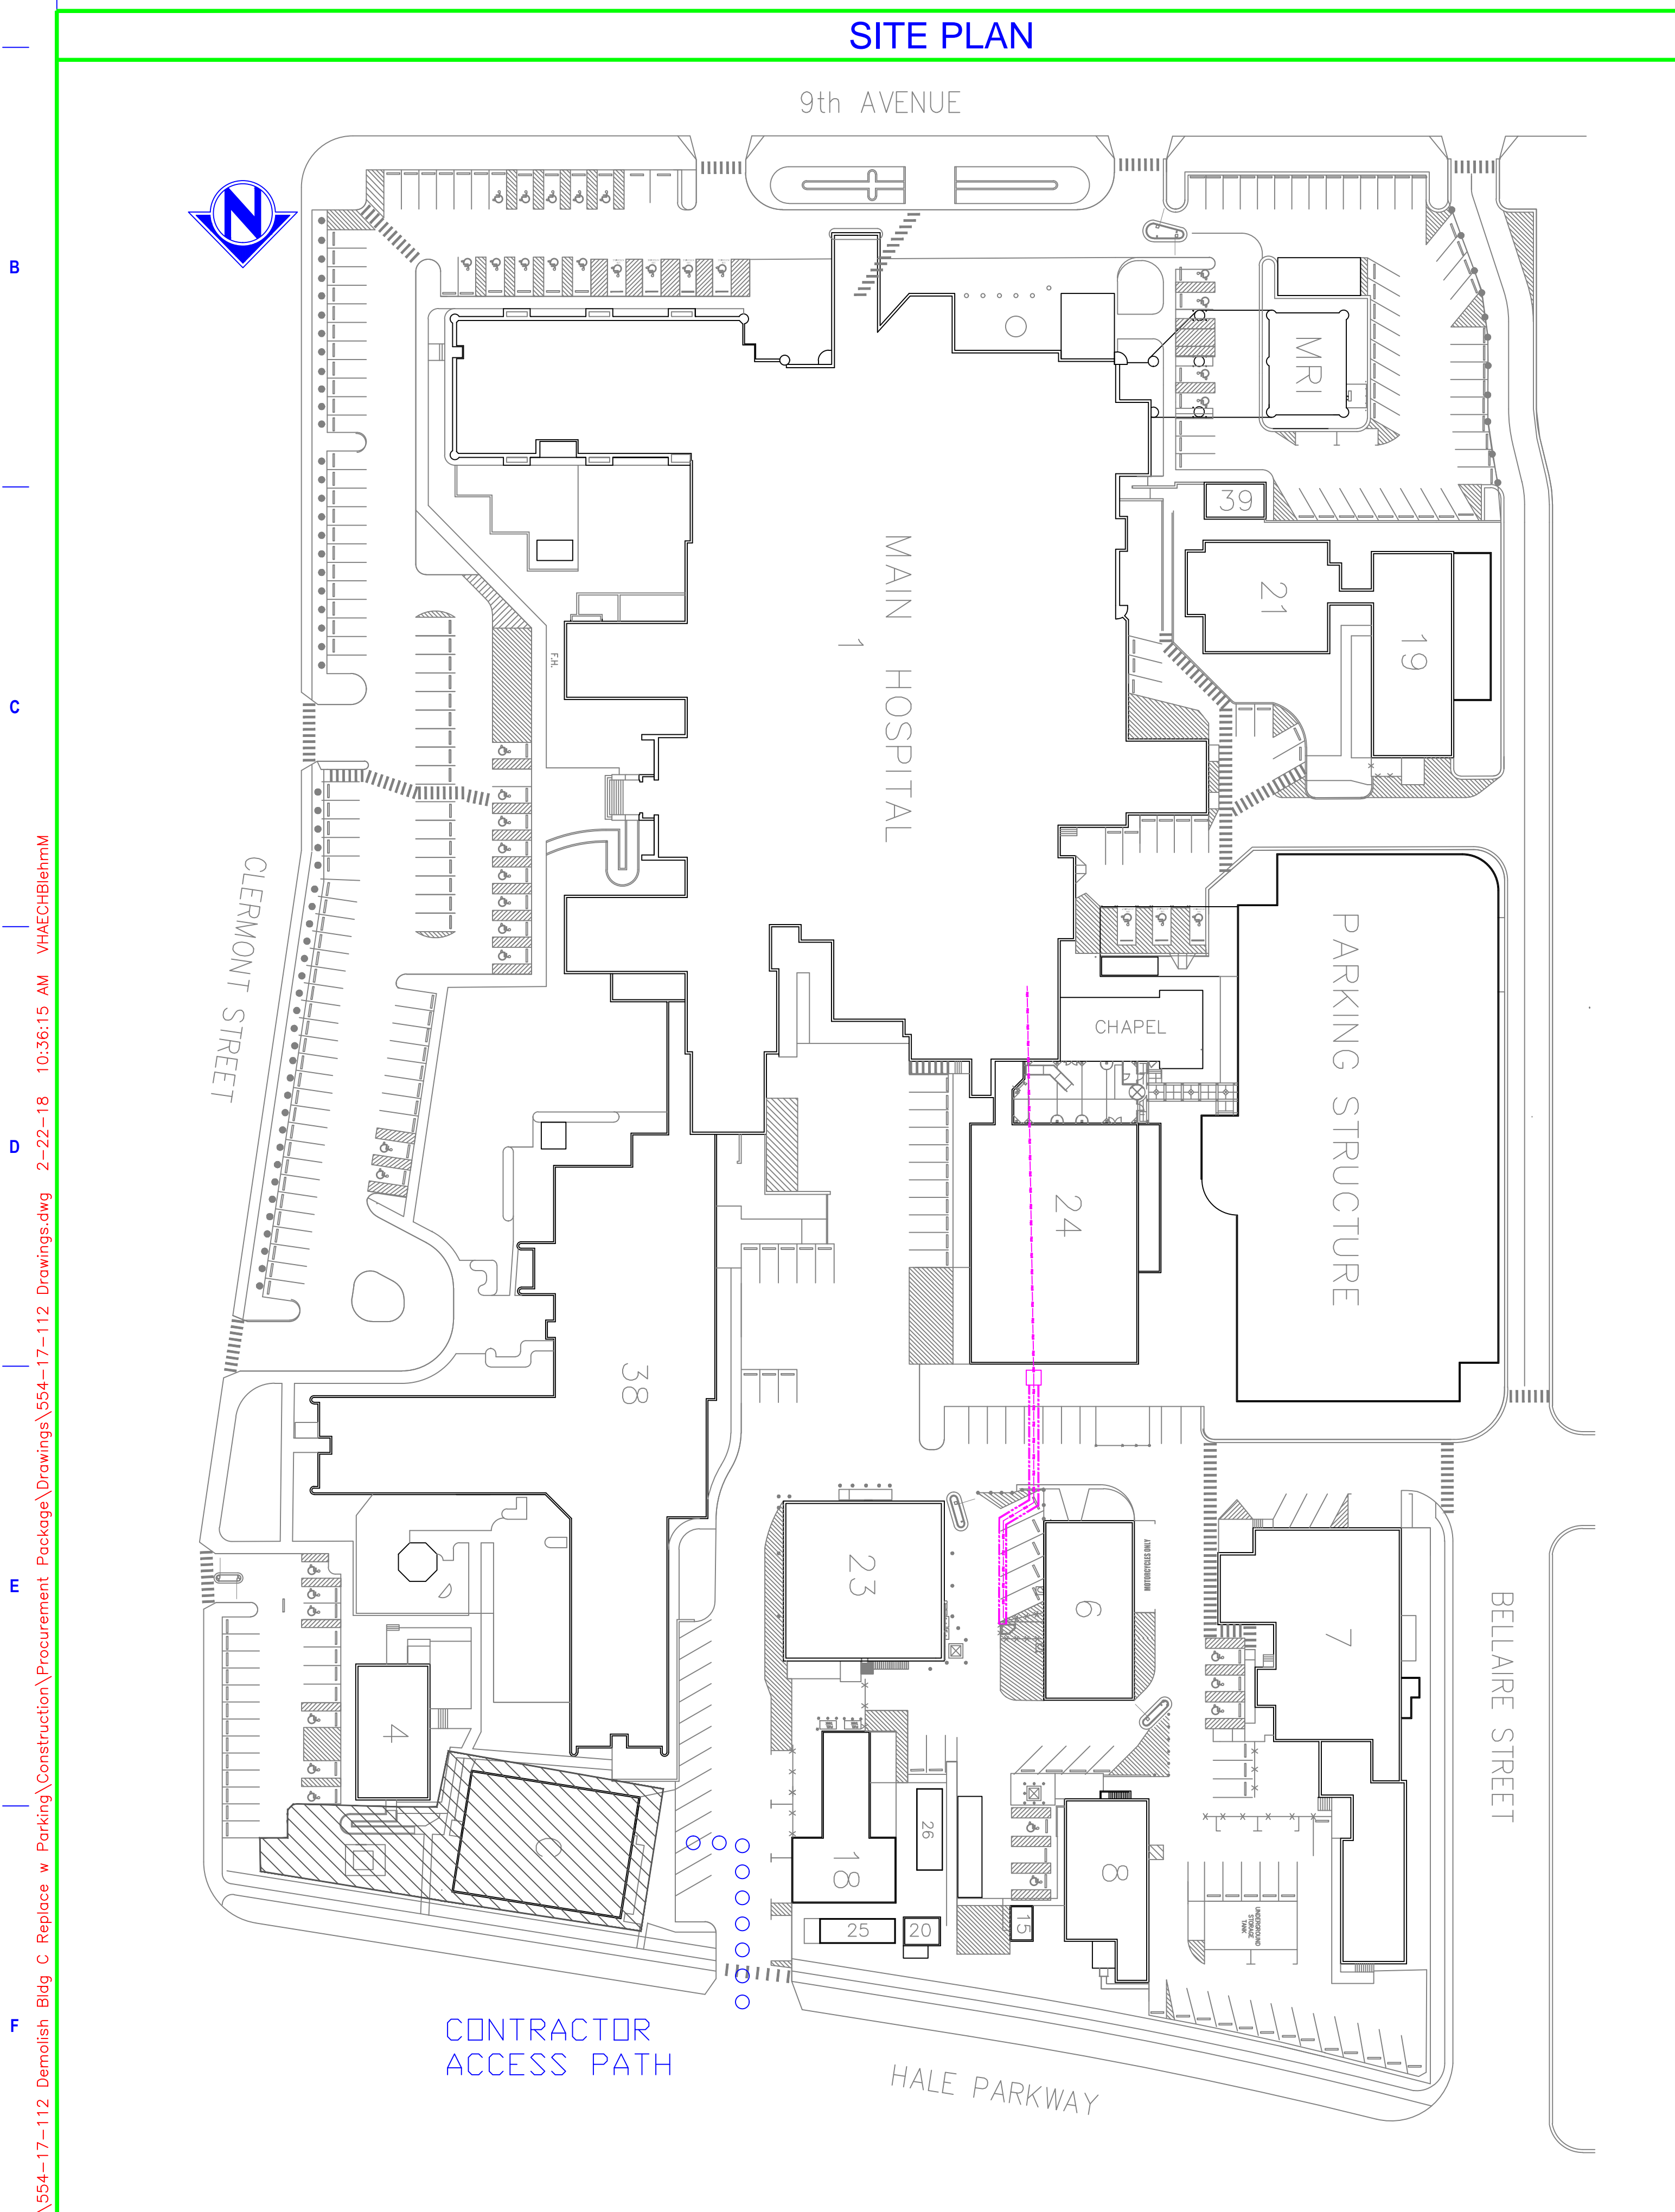 SITE PLAN
9th AVENUE
N
B
MRI
39
MAIN HOSPITAL
1
21
19
F.H.
C
CLERMONT STREET
PARKING STRUCTURE
CHAPEL
D
24
38
E
23
6
MOTORCYCLES ONLY
7
BELLAIRE STREET
4
C
26
18
8
25
20
15
UNDERGROUND
STORAGE
TANK
F
CONTRACTOR
ACCESS PATH
HALE PARKWAY
\554-17-112 Demolish Bldg C Replace w Parking\Construction\Procurement Package\Drawings\554-17-112 Drawings.dwg 2-22-18 10:36:15 AM VHAECHBlehmM